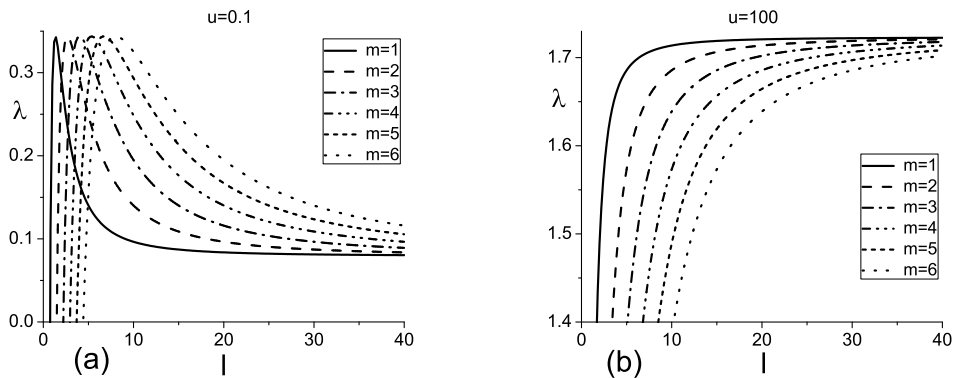 u=0.1
λ
0.3
0.2
0.1
0.0
m=1
m=2
m=3
m=4
m=5
m=6
0 10 20 30 40
(a) l
u=100
λ
1.7
1.6
1.5
1.4
m=1
m=2
m=3
m=4
m=5
m=6
0 10 20 30 40
(b) l